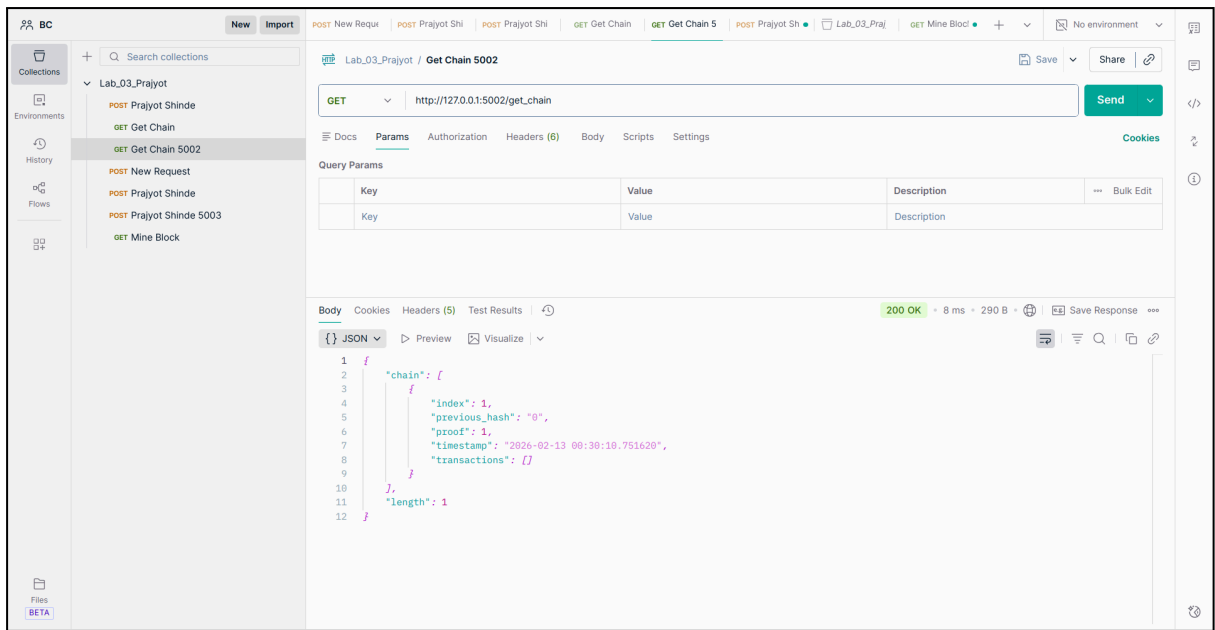 BC
New Import
POST New Reque
POST Prajyot Shi
POST Prajyot Shi
GET Get Chain
GET Get Chain 5
POST Prajyot Sh
Lab_03_Praj
GET Mine Bloc
No environment
Collections
Environments
History
Flows
Files
BETA
Search collections
Lab_03_Prajyot
POST Prajyot Shinde
GET Get Chain
GET Get Chain 5002
POST New Request
POST Prajyot Shinde
POST Prajyot Shinde 5003
GET Mine Block
HTTP Lab_03_Prajyot / Get Chain 5002
Save Share
GET http://127.0.0.1:5002/get_chain Send
Docs Params Authorization Headers (6) Body Scripts Settings Cookies
Query Params
Key Value Description Bulk Edit
Key Value Description
Body Cookies Headers (5) Test Results 200 OK 8 ms 290 B e.g. Save Response
{} JSON Preview Visualize
1 {
2 "chain": [
3 {
4 "index": 1,
5 "previous_hash": "0",
6 "proof": 1,
7 "timestamp": "2026-02-13 00:30:10.751620",
8 "transactions": []
9 }
10 ],
11 "length": 1
12 }